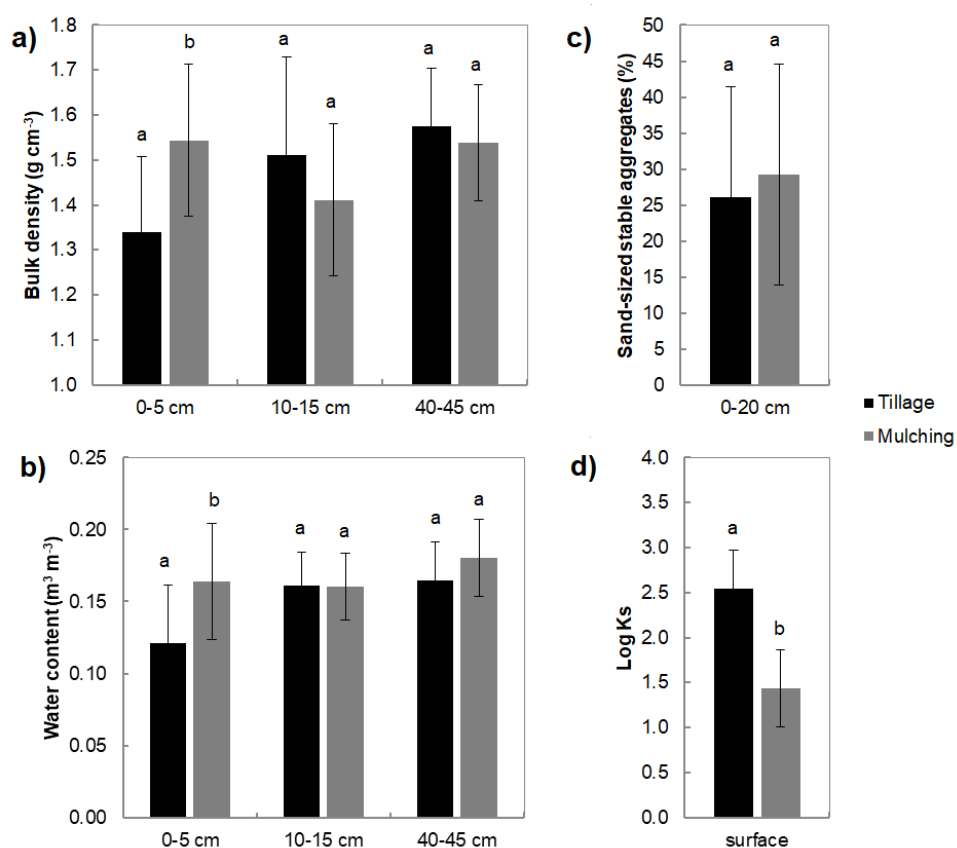 a)
Bulk density (g cm-3)
1.8
1.7
1.6
1.5
1.4
1.3
1.2
1.1
1.0
a
b
a
a
a
a
0-5 cm
10-15 cm
40-45 cm
c)
Sand-sized stable aggregates (%)
50
45
40
35
30
25
20
15
10
5
0
a
a
0-20 cm
Tillage
Mulching
b)
Water content (m3 m-3)
0.25
0.20
0.15
0.10
0.05
0.00
a
b
a
a
a
a
0-5 cm
10-15 cm
40-45 cm
d)
Log Ks
4.0
3.5
3.0
2.5
2.0
1.5
1.0
0.5
0.0
a
b
surface